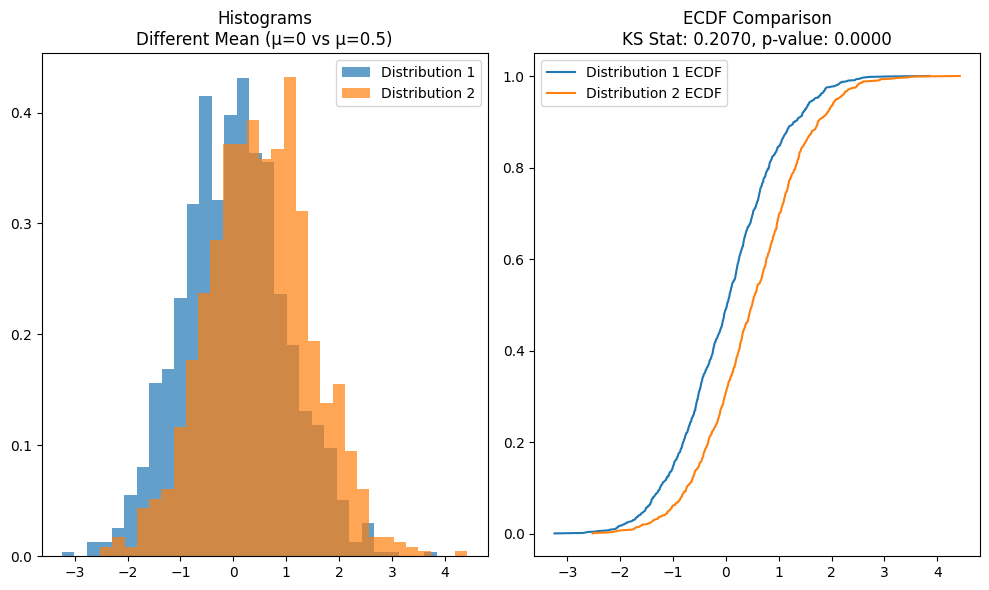 Histograms
Different Mean (μ=0 vs μ=0.5)
Distribution 1
Distribution 2
0.4
0.3
0.2
0.1
0.0
−3 −2 −1 0 1 2 3 4
ECDF Comparison
KS Stat: 0.2070, p-value: 0.0000
Distribution 1 ECDF
Distribution 2 ECDF
1.0
0.8
0.6
0.4
0.2
0.0
−3 −2 −1 0 1 2 3 4